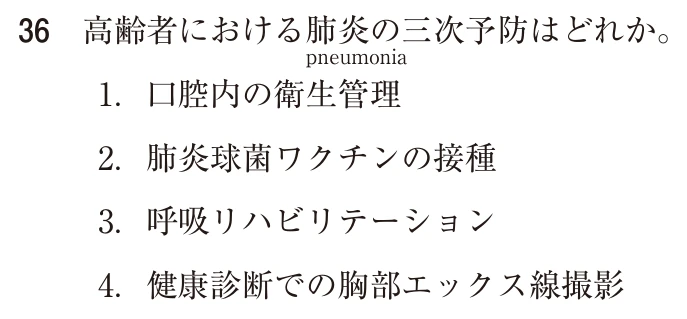 36 高齢者における肺炎の三次予防はどれか。
pneumonia
1. 口腔内の衛生管理
2. 肺炎球菌ワクチンの接種
3. 呼吸リハビリテーション
4. 健康診断での胸部エックス線撮影